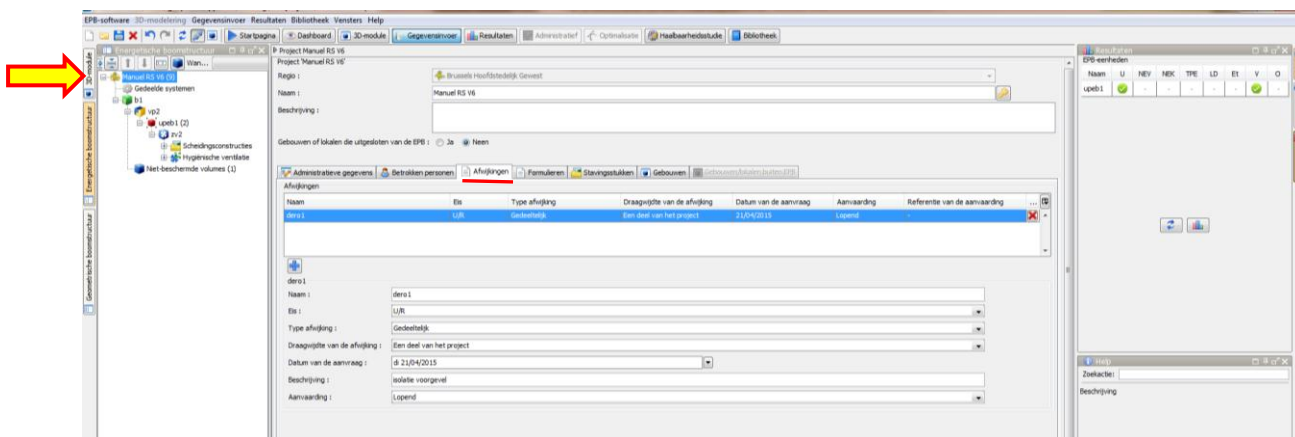 EPB-software 3D-modelering Gegevensinvoer Resultaten Bibliotheek Vensters Help
Startpagina Dashboard 3D-module Gegevensinvoer Resultaten Administratief Optimalisatie Haalbaarheidsstudie Bibliotheek
3D-module
Energetische boomstructuur
Geometrische boomstructuur
Energetische boomstructuur
Wan...
Manuel RS V6 (9)
Gedeelde systemen
b1
vp2
upeb1 (2)
zv2
Scheidingsconstructies
Hygiënische ventilatie
Niet-beschermde volumes (1)
Project Manuel RS V6
Project 'Manuel RS V6'
Regio : Brussels Hoofdstedelijk Gewest
Naam : Manuel RS V6
Beschrijving :
Gebouwen of lokalen die uitgesloten van de EPB : Ja Neen
Administratieve gegevens Betrokken personen Afwijkingen Formulieren Stavingsstukken Gebouwen Gebouwen/lokalen buiten EPB
Afwijkingen
Naam Eis Type afwijking Draagwijdte van de afwijking Datum van de aanvraag Aanvaarding Referentie van de aanvaarding ...
dero1 U/R Gedeeltelijk Een deel van het project 21/04/2015 Lopend -
dero1
Naam : dero1
Eis : U/R
Type afwijking : Gedeeltelijk
Draagwijdte van de afwijking : Een deel van het project
Datum van de aanvraag : di 21/04/2015
Beschrijving : isolatie voorgevel
Aanvaarding : Lopend
Resultaten
EPB-eenheden
Naam U NEV NEK TPE LD Et V O
upeb1 - - - - - -
Help
Zoekactie:
Beschrijving